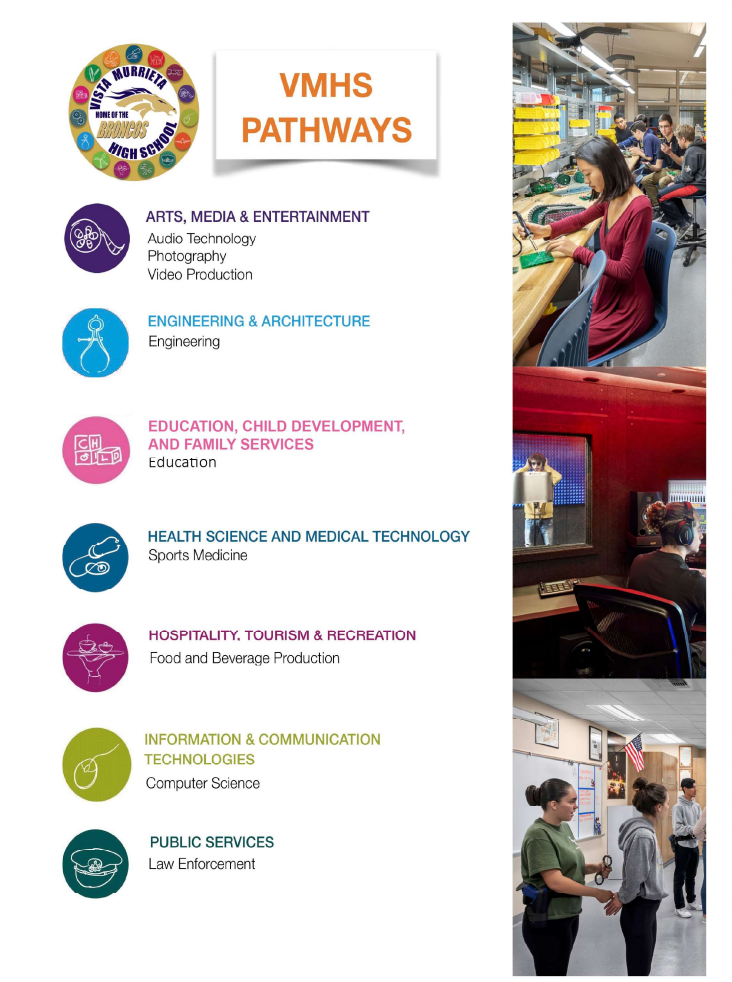 VISTA MURRIETA
HOME OF THE
BRONCOS
HIGH SCHOOL
VMHS
PATHWAYS
ARTS, MEDIA & ENTERTAINMENT
Audio Technology
Photography
Video Production
ENGINEERING & ARCHITECTURE
Engineering
CH
ILD
EDUCATION, CHILD DEVELOPMENT,
AND FAMILY SERVICES
Education
HEALTH SCIENCE AND MEDICAL TECHNOLOGY
Sports Medicine
HOSPITALITY, TOURISM & RECREATION
Food and Beverage Production
INFORMATION & COMMUNICATION
TECHNOLOGIES
Computer Science
PUBLIC SERVICES
Law Enforcement